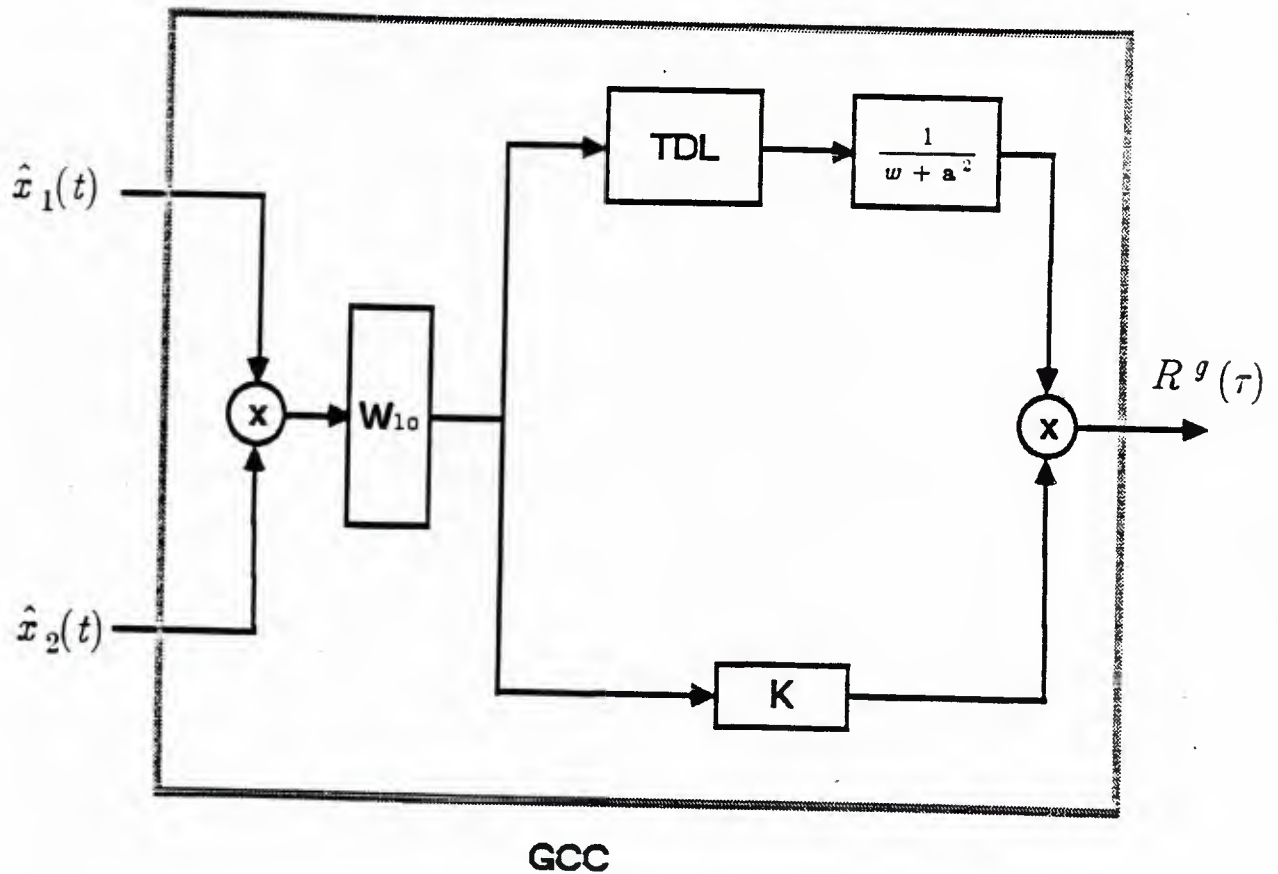 TDL
1
w + a²
x̂ 1(t)
x
W10
x
R g (τ)
x̂ 2(t)
K
GCC